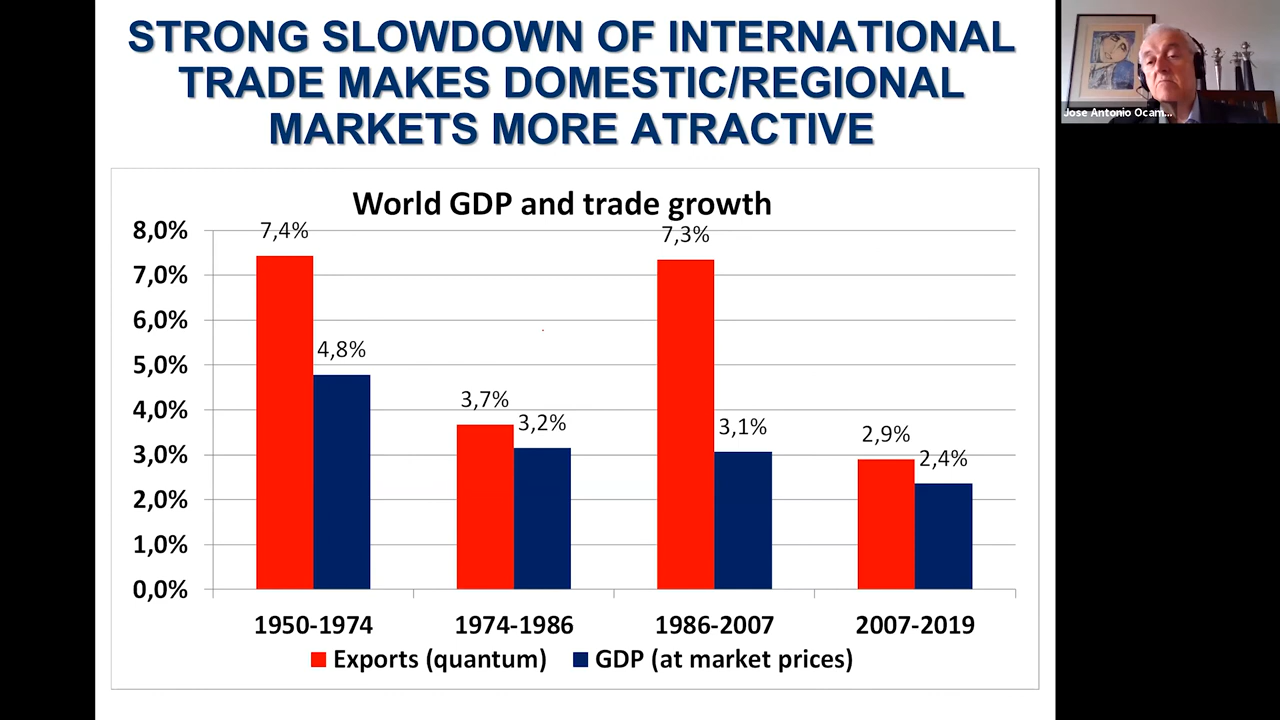 STRONG SLOWDOWN OF INTERNATIONAL
TRADE MAKES DOMESTIC/REGIONAL
MARKETS MORE ATRACTIVE
Jose Antonio Ocam...
World GDP and trade growth
8,0%
7,0%
6,0%
5,0%
4,0%
3,0%
2,0%
1,0%
0,0%
7,4%
4,8%
3,7%
3,2%
7,3%
3,1%
2,9%
2,4%
1950-1974 1974-1986 1986-2007 2007-2019
Exports (quantum) GDP (at market prices)